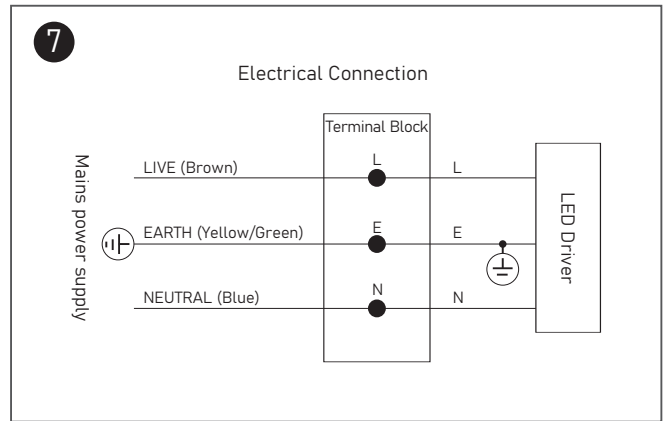 7
Electrical Connection
Terminal Block
Mains power supply
LIVE (Brown)
L
L
EARTH (Yellow/Green)
E
E
NEUTRAL (Blue)
N
N
LED Driver